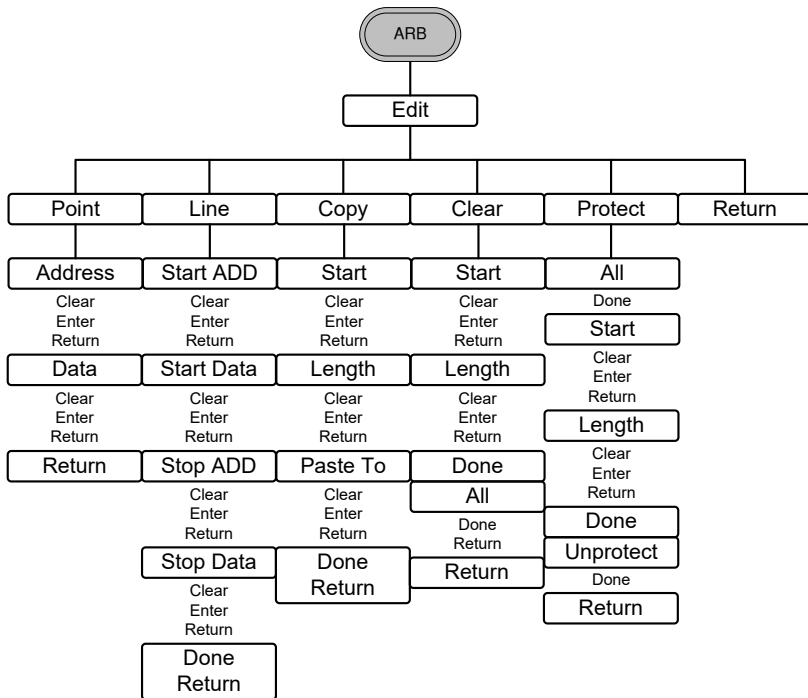 ARB
Edit
Point
Line
Copy
Clear
Protect
Return
Address
Clear
Enter
Return
Data
Clear
Enter
Return
Return
Start ADD
Clear
Enter
Return
Start Data
Clear
Enter
Return
Stop ADD
Clear
Enter
Return
Stop Data
Clear
Enter
Return
Done
Return
Start
Clear
Enter
Return
Length
Clear
Enter
Return
Paste To
Clear
Enter
Return
Done
Return
Start
Clear
Enter
Return
Length
Clear
Enter
Return
Done
All
Done
Return
Return
All
Done
Start
Clear
Enter
Return
Length
Clear
Enter
Return
Done
Unprotect
Done
Return